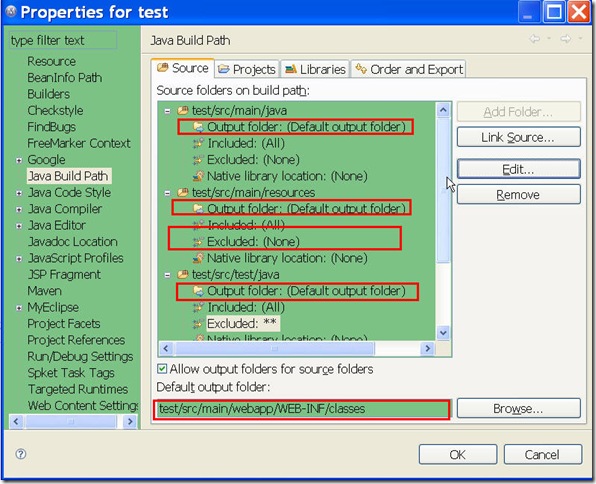 Properties for test
type filter text
Resource
BeanInfo Path
Builders
Checkstyle
FindBugs
FreeMarker Context
Google
Java Build Path
Java Code Style
Java Compiler
Java Editor
Javadoc Location
JavaScript Profiles
JSP Fragment
Maven
MyEclipse
Project Facets
Project References
Run/Debug Settings
Spket Task Tags
Targeted Runtimes
Web Content Settings
Java Build Path
Source
Projects
Libraries
Order and Export
Source folders on build path:
test/src/main/java
Output folder: (Default output folder)
Included: (All)
Excluded: (None)
Native library location: (None)
test/src/main/resources
Output folder: (Default output folder)
Included: (All)
Excluded: (None)
Native library location: (None)
test/src/test/java
Output folder: (Default output folder)
Included: (All)
Excluded: **
Native library location: (None)
Add Folder...
Link Source...
Edit...
Remove
Allow output folders for source folders
Default output folder:
test/src/main/webapp/WEB-INF/classes
Browse...
OK
Cancel